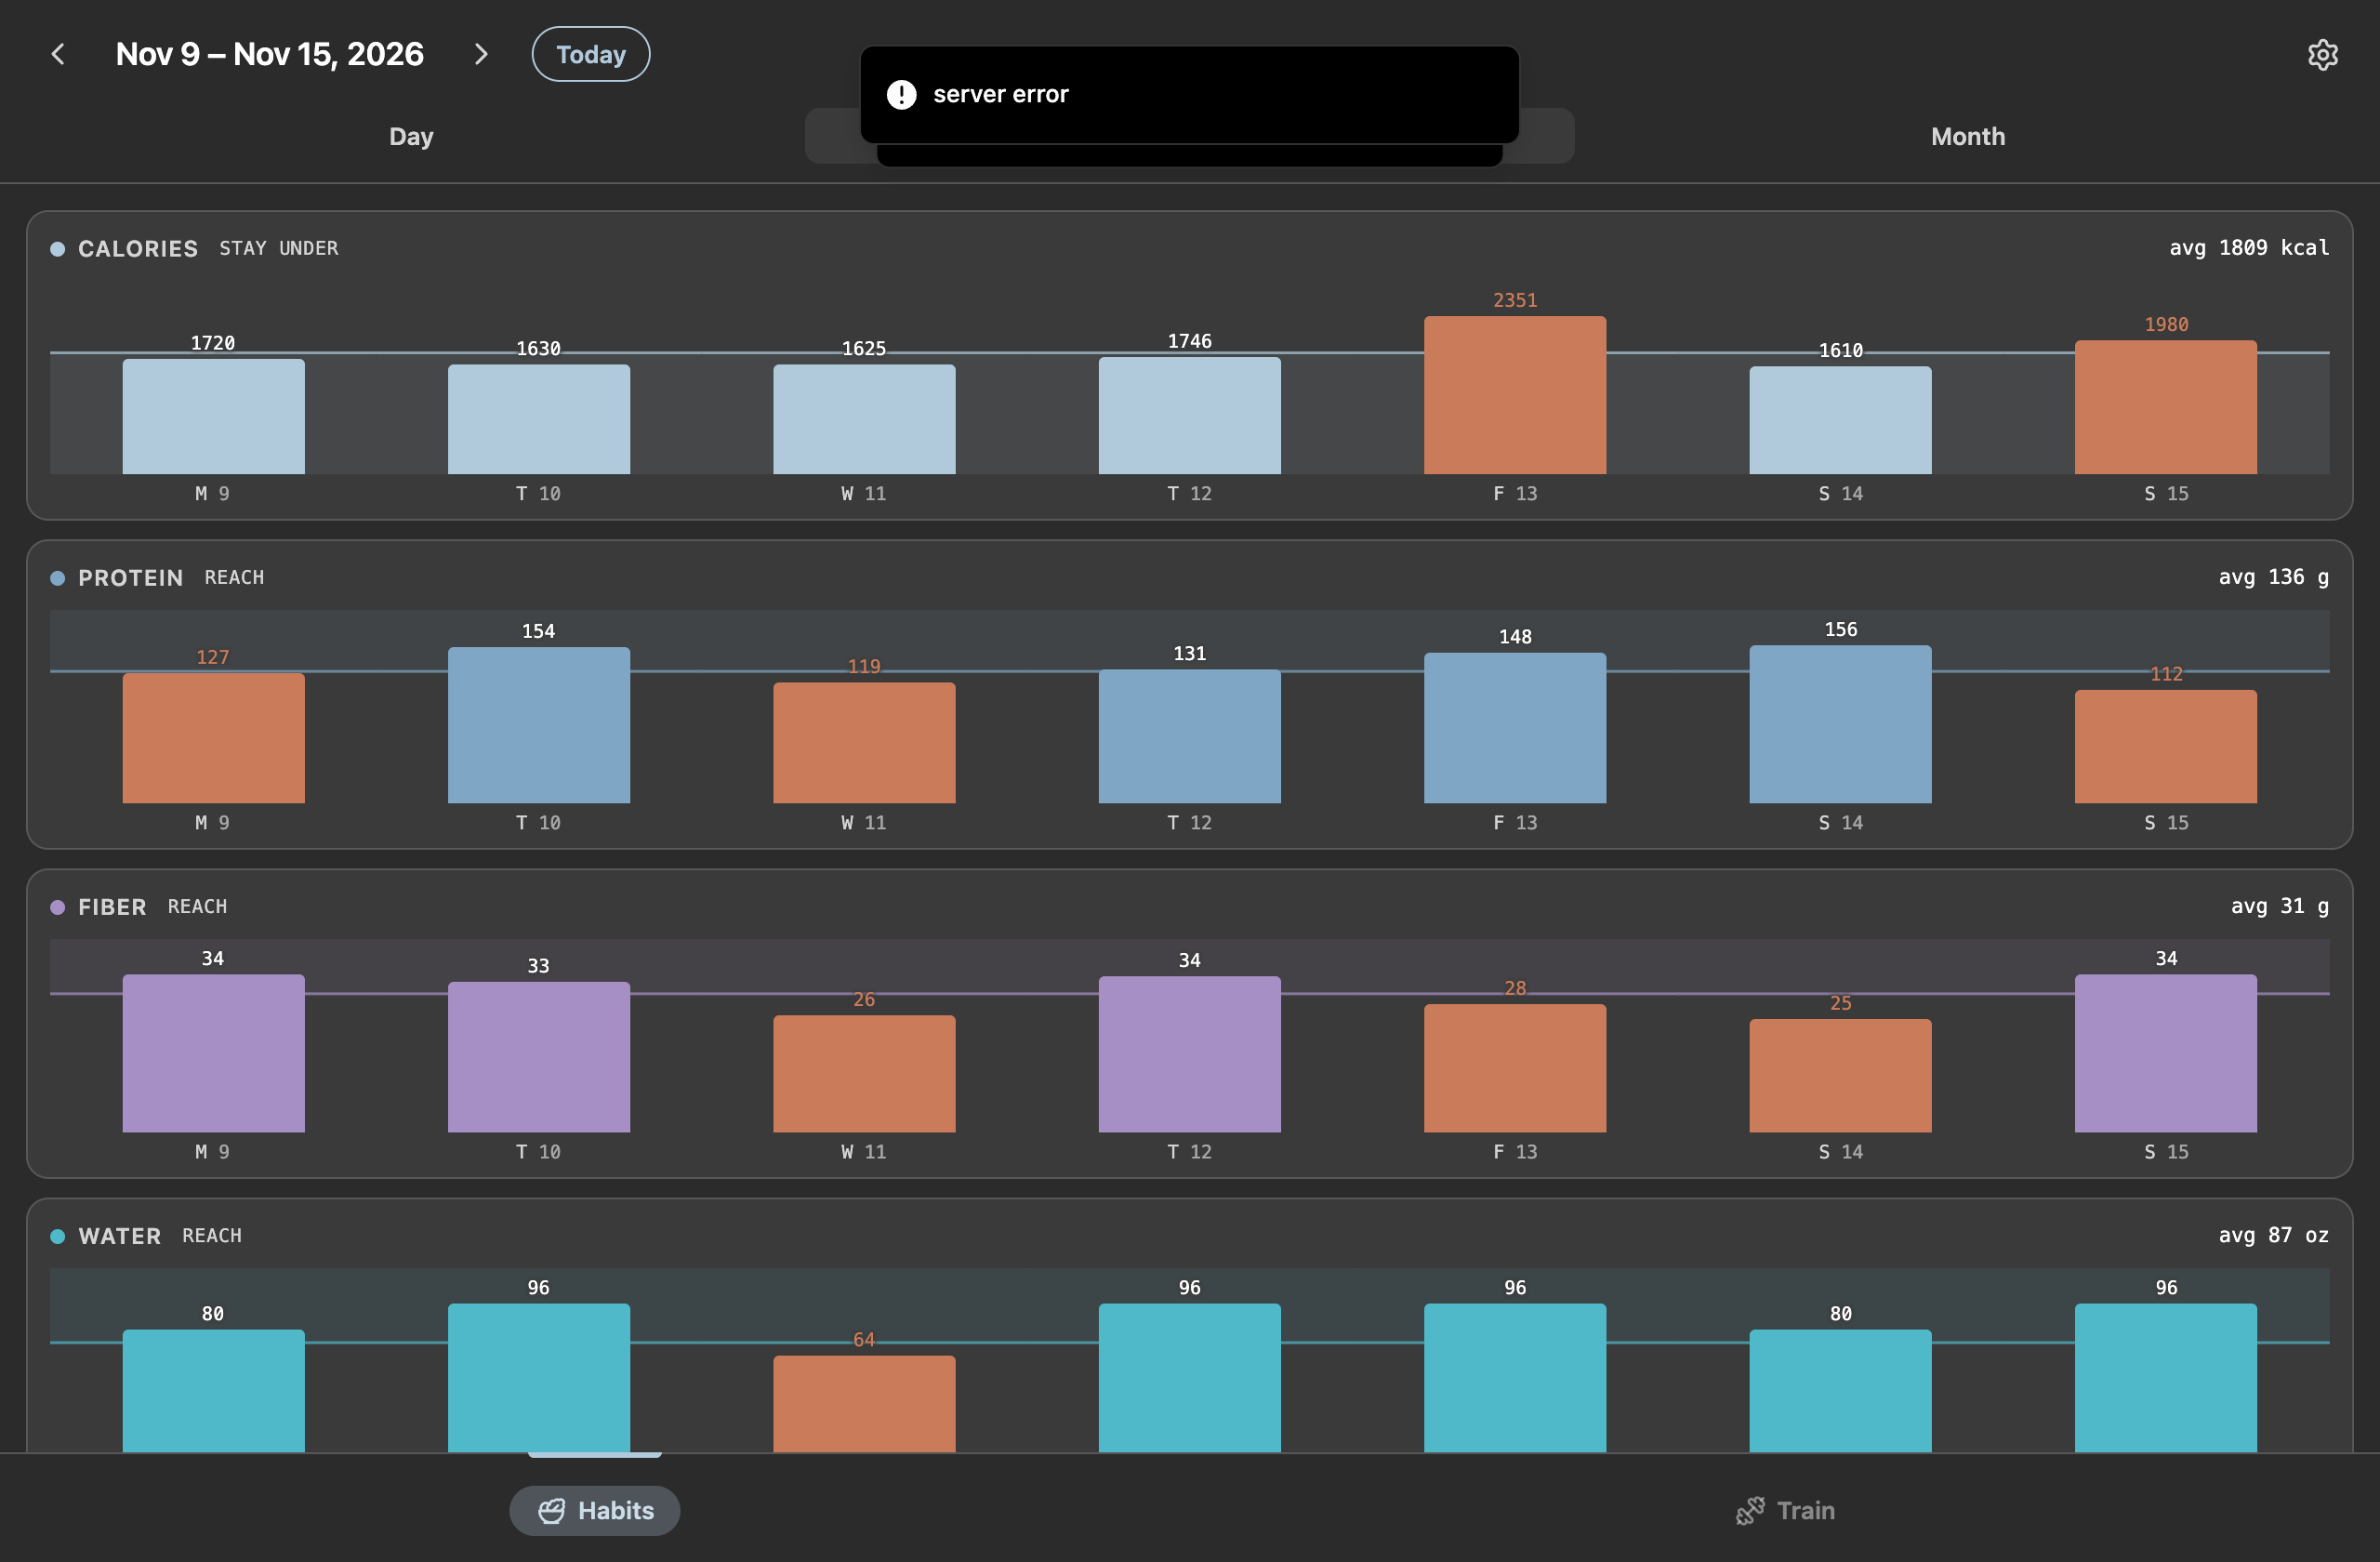 Nov 9 – Nov 15, 2026
Today
server error
Day
Month
CALORIES STAY UNDER
avg 1809 kcal
1720 1630 1625 1746 2351 1610 1980
M 9 T 10 W 11 T 12 F 13 S 14 S 15
PROTEIN REACH
avg 136 g
127 154 119 131 148 156 112
M 9 T 10 W 11 T 12 F 13 S 14 S 15
FIBER REACH
avg 31 g
34 33 26 34 28 25 34
M 9 T 10 W 11 T 12 F 13 S 14 S 15
WATER REACH
avg 87 oz
80 96 64 96 96 80 96
Habits
Train